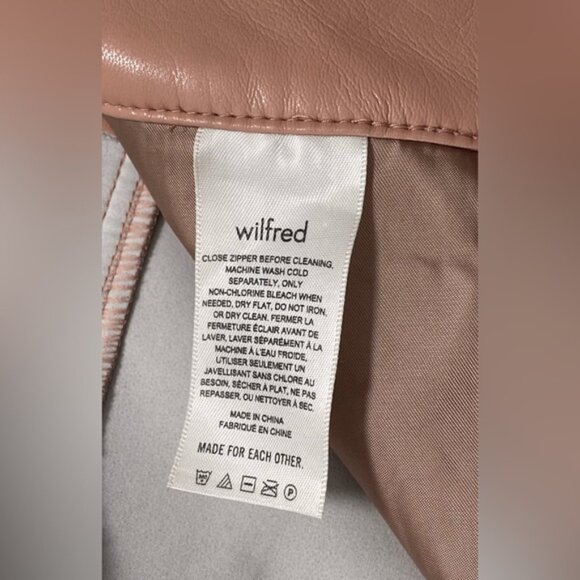 wilfred
CLOSE ZIPPER BEFORE CLEANING.
MACHINE WASH COLD
SEPARATELY, ONLY
NON-CHLORINE BLEACH WHEN
NEEDED, DRY FLAT, DO NOT IRON,
OR DRY CLEAN. FERMER LA
FERMETURE ÉCLAIR AVANT DE
LAVER, LAVER SÉPARÉMENT À LA
MACHINE À L'EAU FROIDE,
UTILISER SEULEMENT UN
JAVELLISANT SANS CHLORE AU
BESOIN, SÉCHER À PLAT, NE PAS
REPASSER, OU NETTOYER À SEC.
MADE IN CHINA
FABRIQUÉ EN CHINE
MADE FOR EACH OTHER.
P